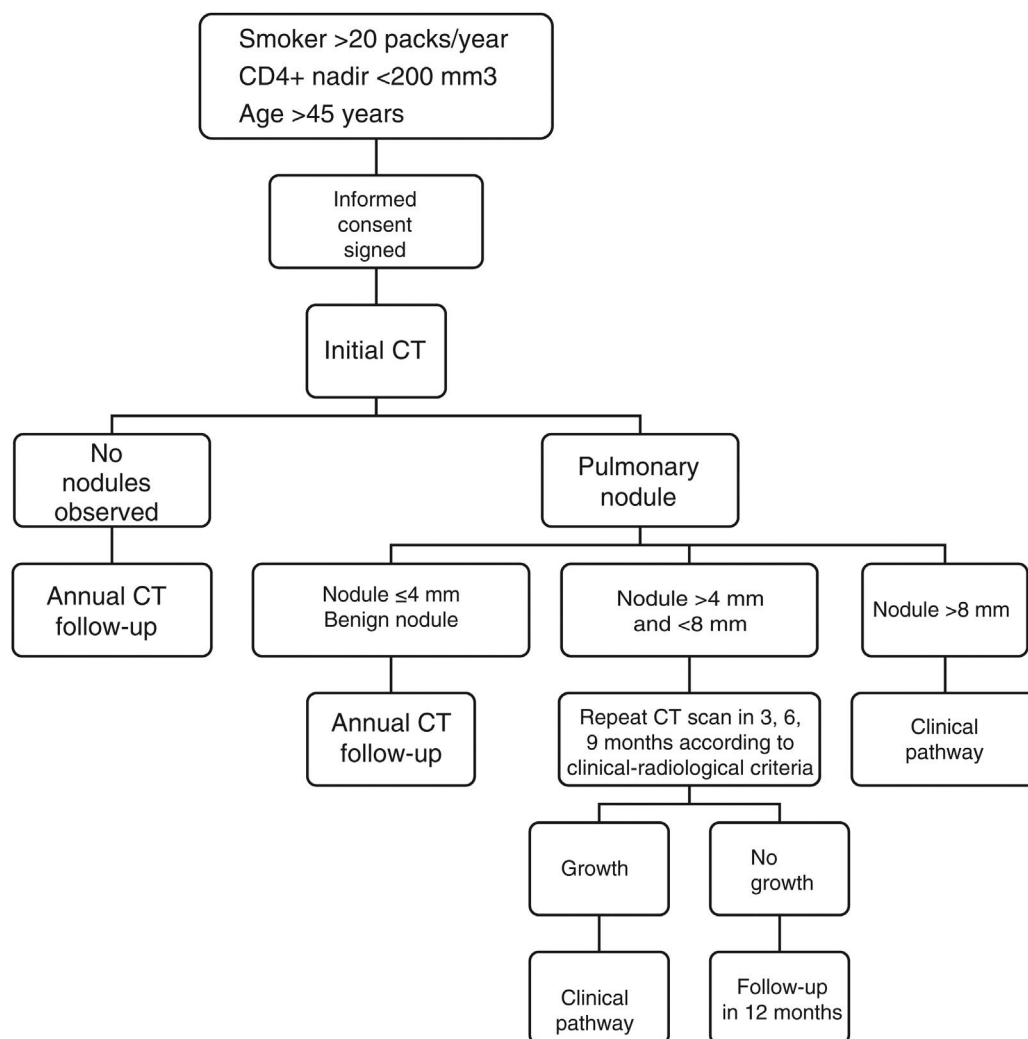 Smoker >20 packs/year
CD4+ nadir <200 mm3
Age >45 years
Informed
consent
signed
Initial CT
No
nodules
observed
Pulmonary
nodule
Annual CT
follow-up
Nodule ≤4 mm
Benign nodule
Nodule >4 mm
and <8 mm
Nodule >8 mm
Annual CT
follow-up
Repeat CT scan in 3, 6,
9 months according to
clinical-radiological criteria
Clinical
pathway
Growth
No
growth
Clinical
pathway
Follow-up
in 12 months